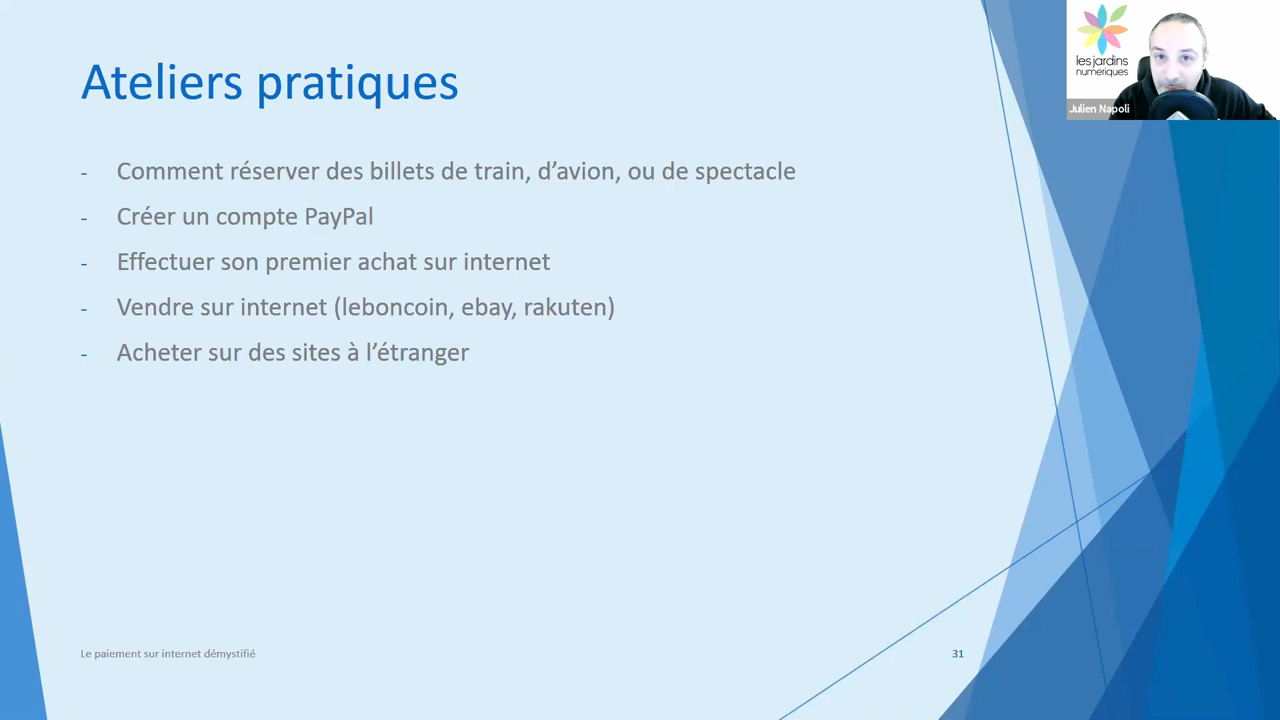 Ateliers pratiques
- Comment réserver des billets de train, d’avion, ou de spectacle
- Créer un compte PayPal
- Effectuer son premier achat sur internet
- Vendre sur internet (leboncoin, ebay, rakuten)
- Acheter sur des sites à l’étranger
Le paiement sur internet démystifié
31
les jardins
numeriques
Julien Napoli